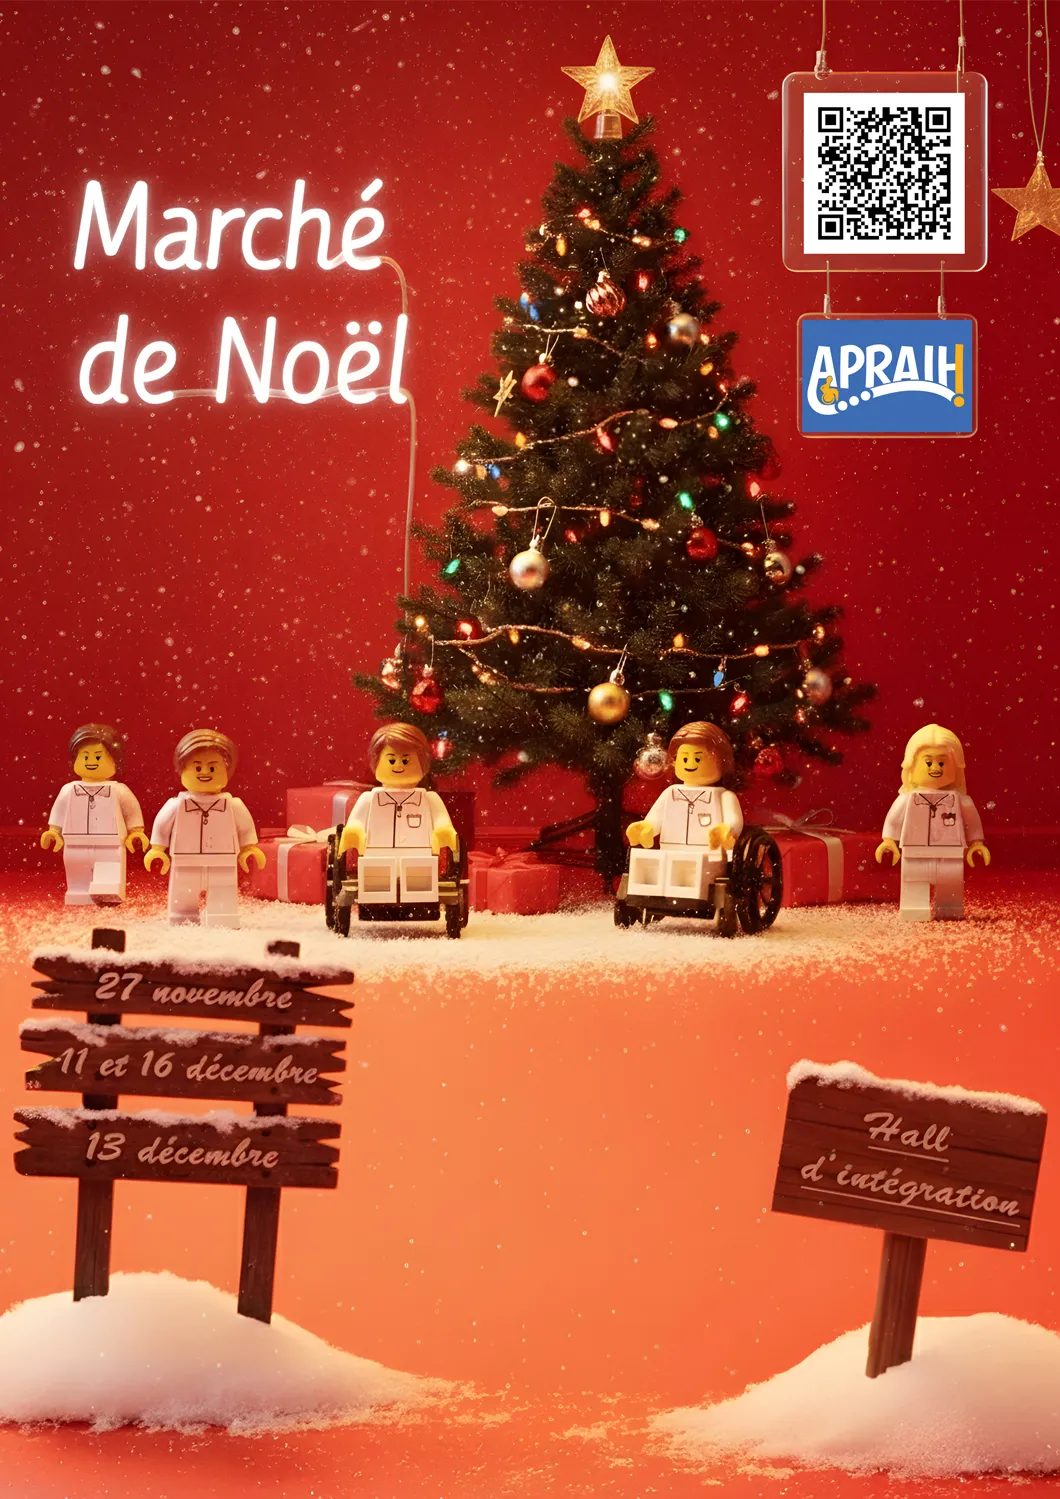 Marché
de Noël
APRAIH!
27 novembre
11 et 16 décembre
13 décembre
Hall
d'intégration